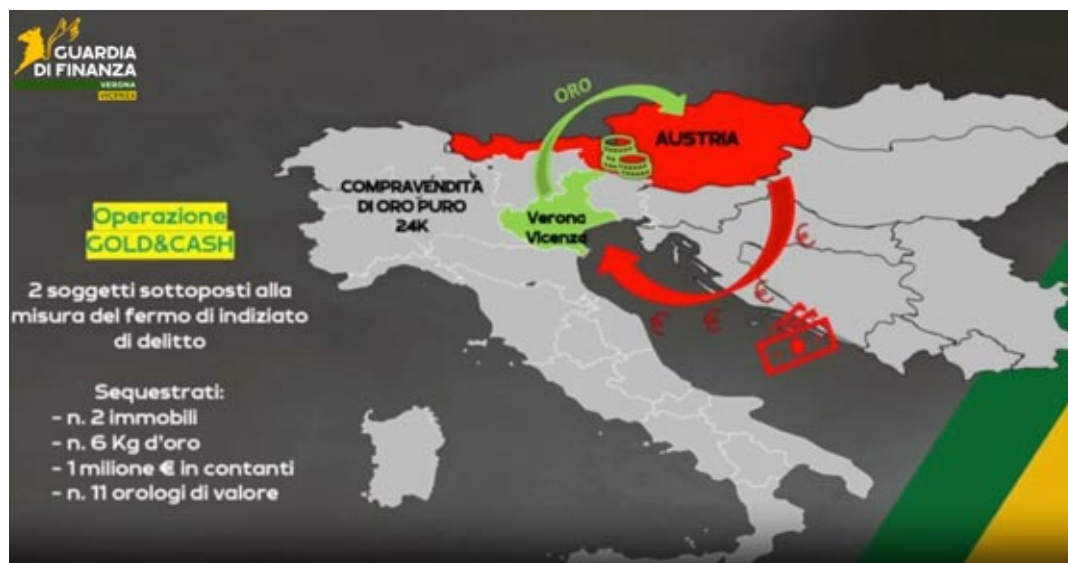 GUARDIA
DI FINANZA
VERONA
VICENZA
ORO
AUSTRIA
COMPRAVENDITA
DI ORO PURO
24K
Verona
Vicenza
Operazione
GOLD&CASH
2 soggetti sottoposti alla
misura del fermo di indiziato
di delitto
Sequestrati:
- n. 2 immobili
- n. 6 Kg d'oro
- 1 milione € in contanti
- n. 11 orologi di valore
€
€
€
€